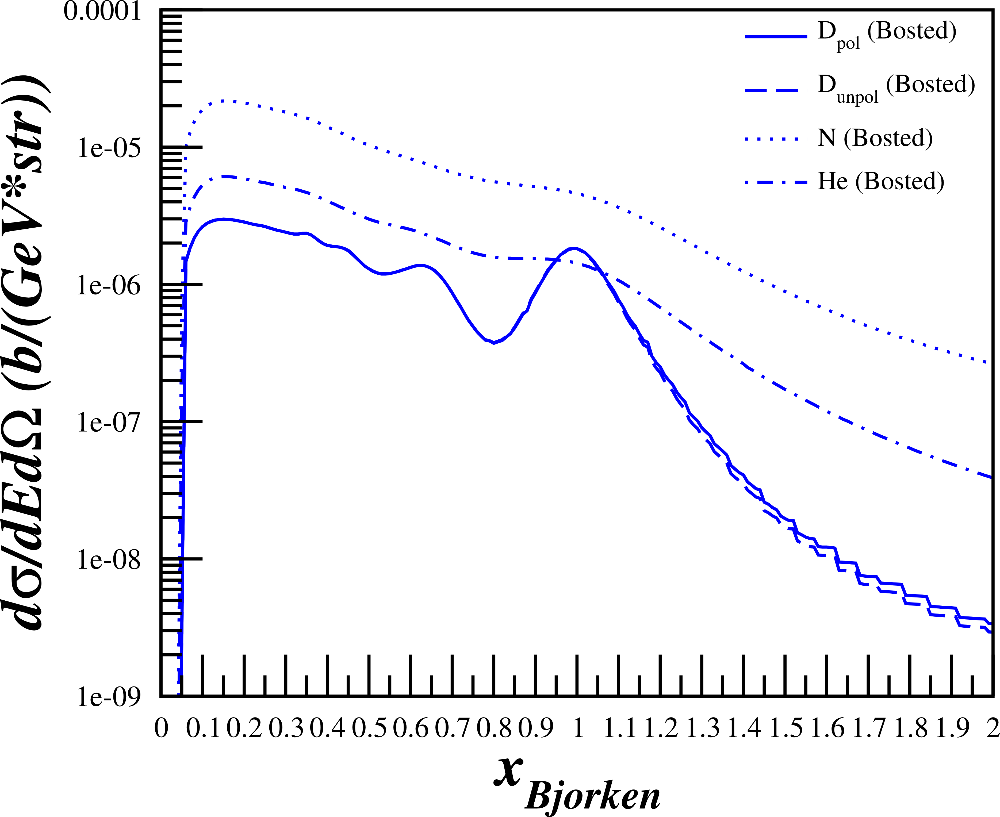 0.0001
1e-05
1e-06
1e-07
1e-08
1e-09
dσ/dEdΩ (b/(GeV*str))
D_pol (Bosted)
D_unpol (Bosted)
N (Bosted)
He (Bosted)
0 0.1 0.2 0.3 0.4 0.5 0.6 0.7 0.8 0.9 1 1.1 1.2 1.3 1.4 1.5 1.6 1.7 1.8 1.9 2
x_Bjorken